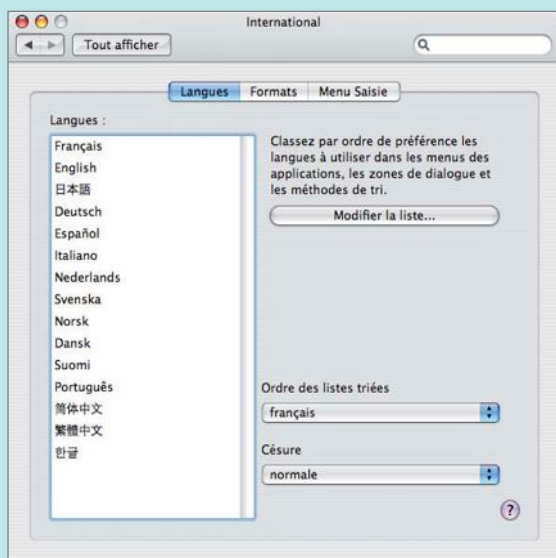 International
Tout afficher
Langues Formats Menu Saisie
Langues :
Français
English
日本語
Deutsch
Español
Italiano
Nederlands
Svenska
Norsk
Dansk
Suomi
Português
简体中文
繁體中文
한글
Classez par ordre de préférence les
langues à utiliser dans les menus des
applications, les zones de dialogue et
les méthodes de tri.
Modifier la liste...
Ordre des listes triées
français
Césure
normale
?